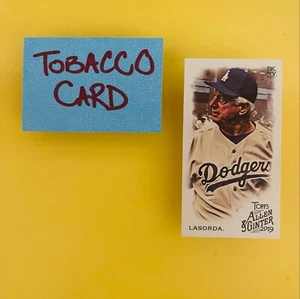 TOBACCO
CARD
Dodgers
LASORDA.
TOPPS
ALLEN
& GINTER
2019